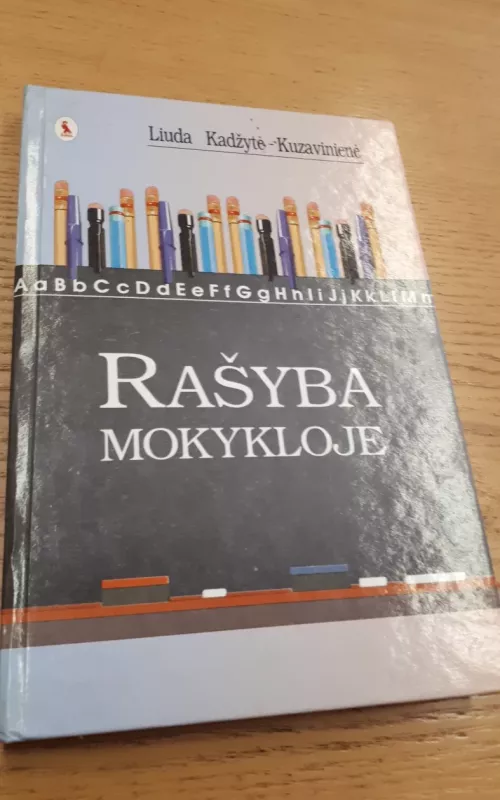 Liuda Kadžytė-Kuzavinienė
AaBbCcDdEeFfGgHhIiJjKkLlMm
RAŠYBA
MOKYKLOJE